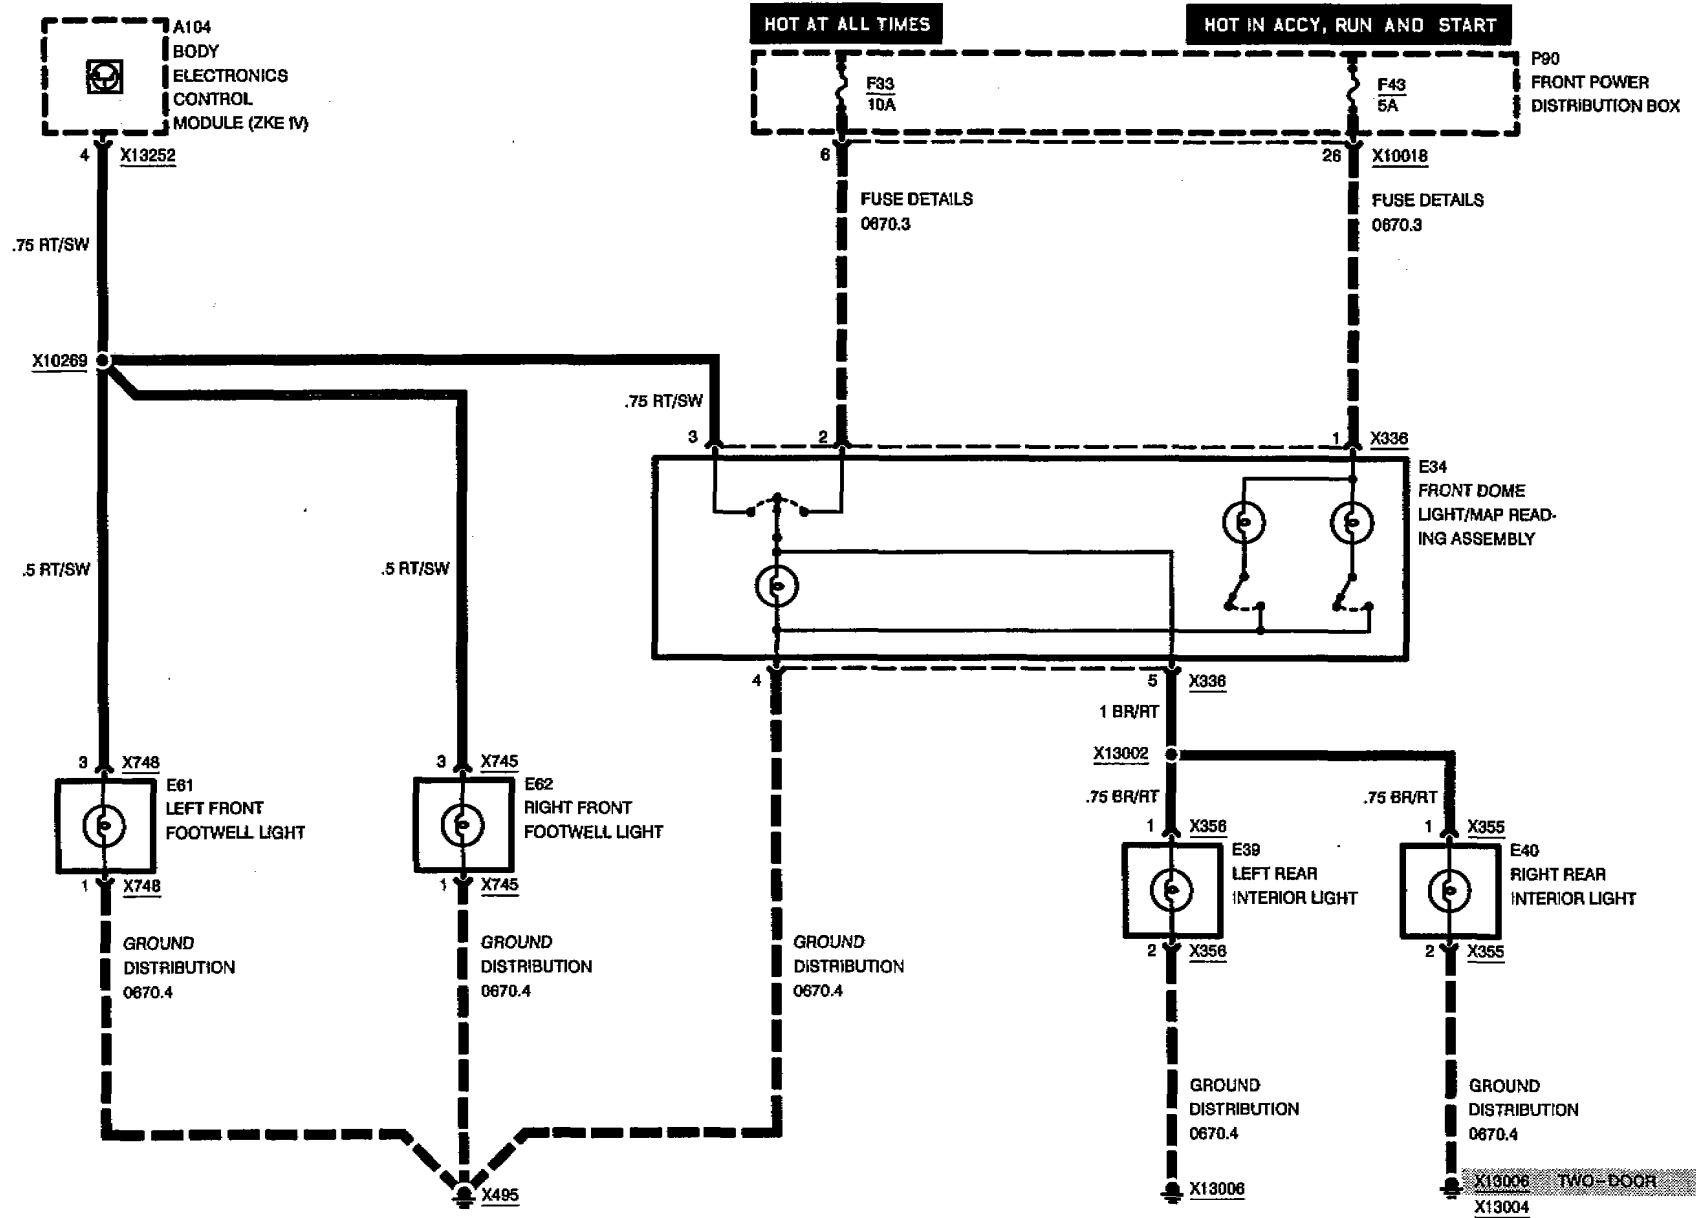 HOT AT ALL TIMES
HOT IN ACCY, RUN AND START
A104
BODY
ELECTRONICS
CONTROL
MODULE (ZKE IV)
F33
10A
F43
5A
P90
FRONT POWER
DISTRIBUTION BOX
4
X13252
6
26
X10018
FUSE DETAILS
0670.3
FUSE DETAILS
0670.3
.75 RT/SW
X10269
.75 RT/SW
3
2
1
X336
E34
FRONT DOME
LIGHT/MAP READ-
ING ASSEMBLY
.5 RT/SW
.5 RT/SW
4
5
X336
1 BR/RT
X13002
.75 BR/RT
.75 BR/RT
3
X748
E61
LEFT FRONT
FOOTWELL LIGHT
3
X745
E62
RIGHT FRONT
FOOTWELL LIGHT
1
X356
E39
LEFT REAR
INTERIOR LIGHT
1
X355
E40
RIGHT REAR
INTERIOR LIGHT
1
X748
1
X745
2
X356
2
X355
GROUND
DISTRIBUTION
0670.4
GROUND
DISTRIBUTION
0670.4
GROUND
DISTRIBUTION
0670.4
GROUND
DISTRIBUTION
0670.4
GROUND
DISTRIBUTION
0670.4
X495
X13006
X13006 TWO-DOOR
X13004